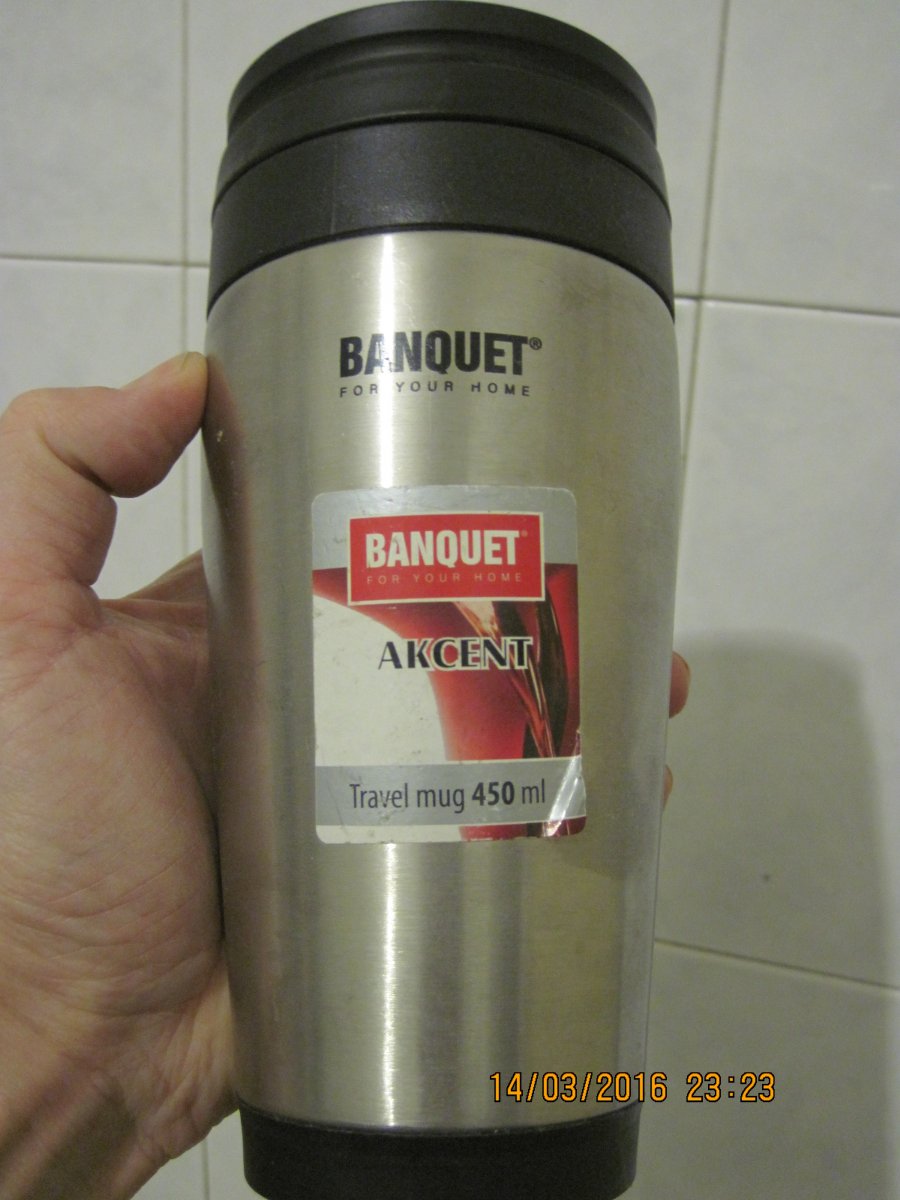 BANQUET®
FOR YOUR HOME
BANQUET®
FOR YOUR HOME
AKCENT
Travel mug 450 ml
14/03/2016 23:23